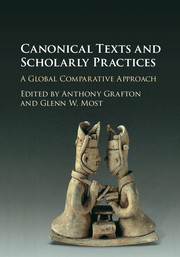 CANONICAL TEXTS AND
SCHOLARLY PRACTICES
A GLOBAL COMPARATIVE APPROACH
EDITED BY ANTHONY GRAFTON
AND GLENN W. MOST